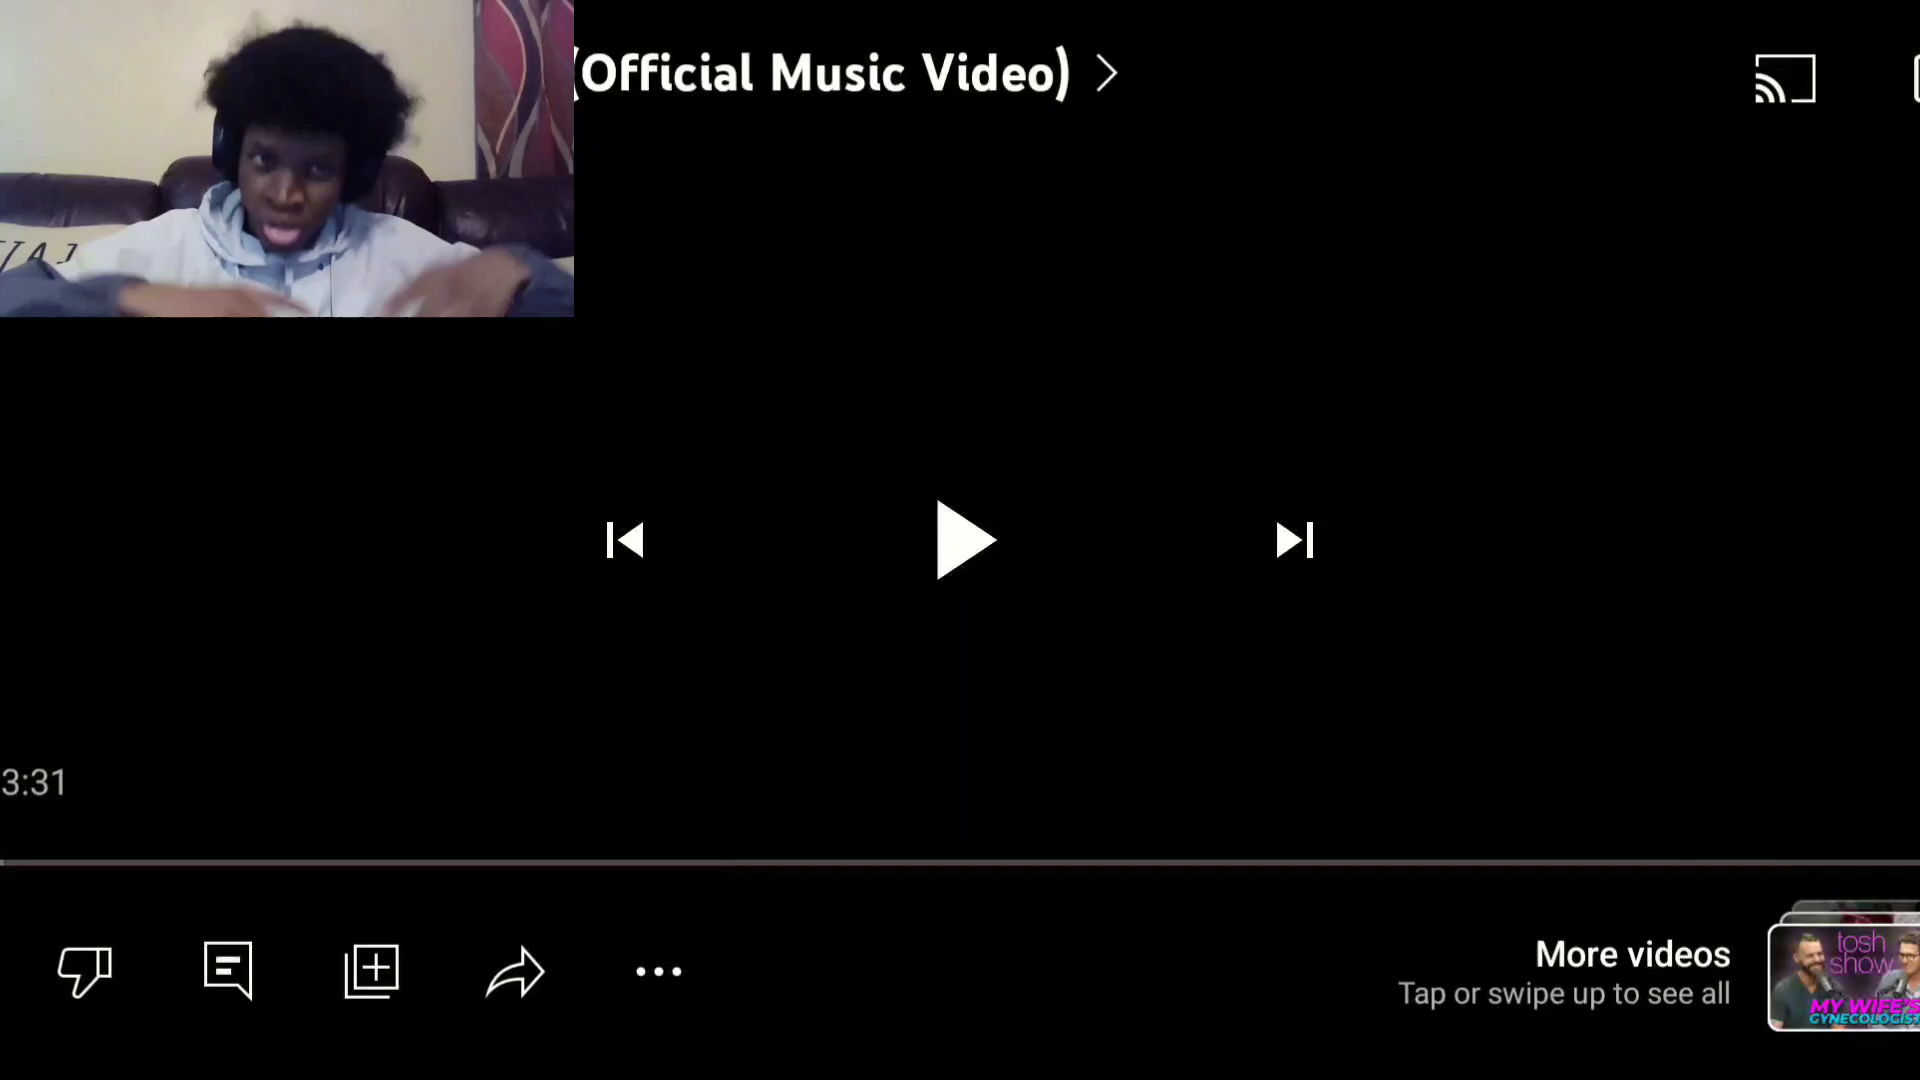 (Official Music Video)
3:31
More videos
Tap or swipe up to see all
tosh
show
MY WIFE'S
GYNECOLOGIST